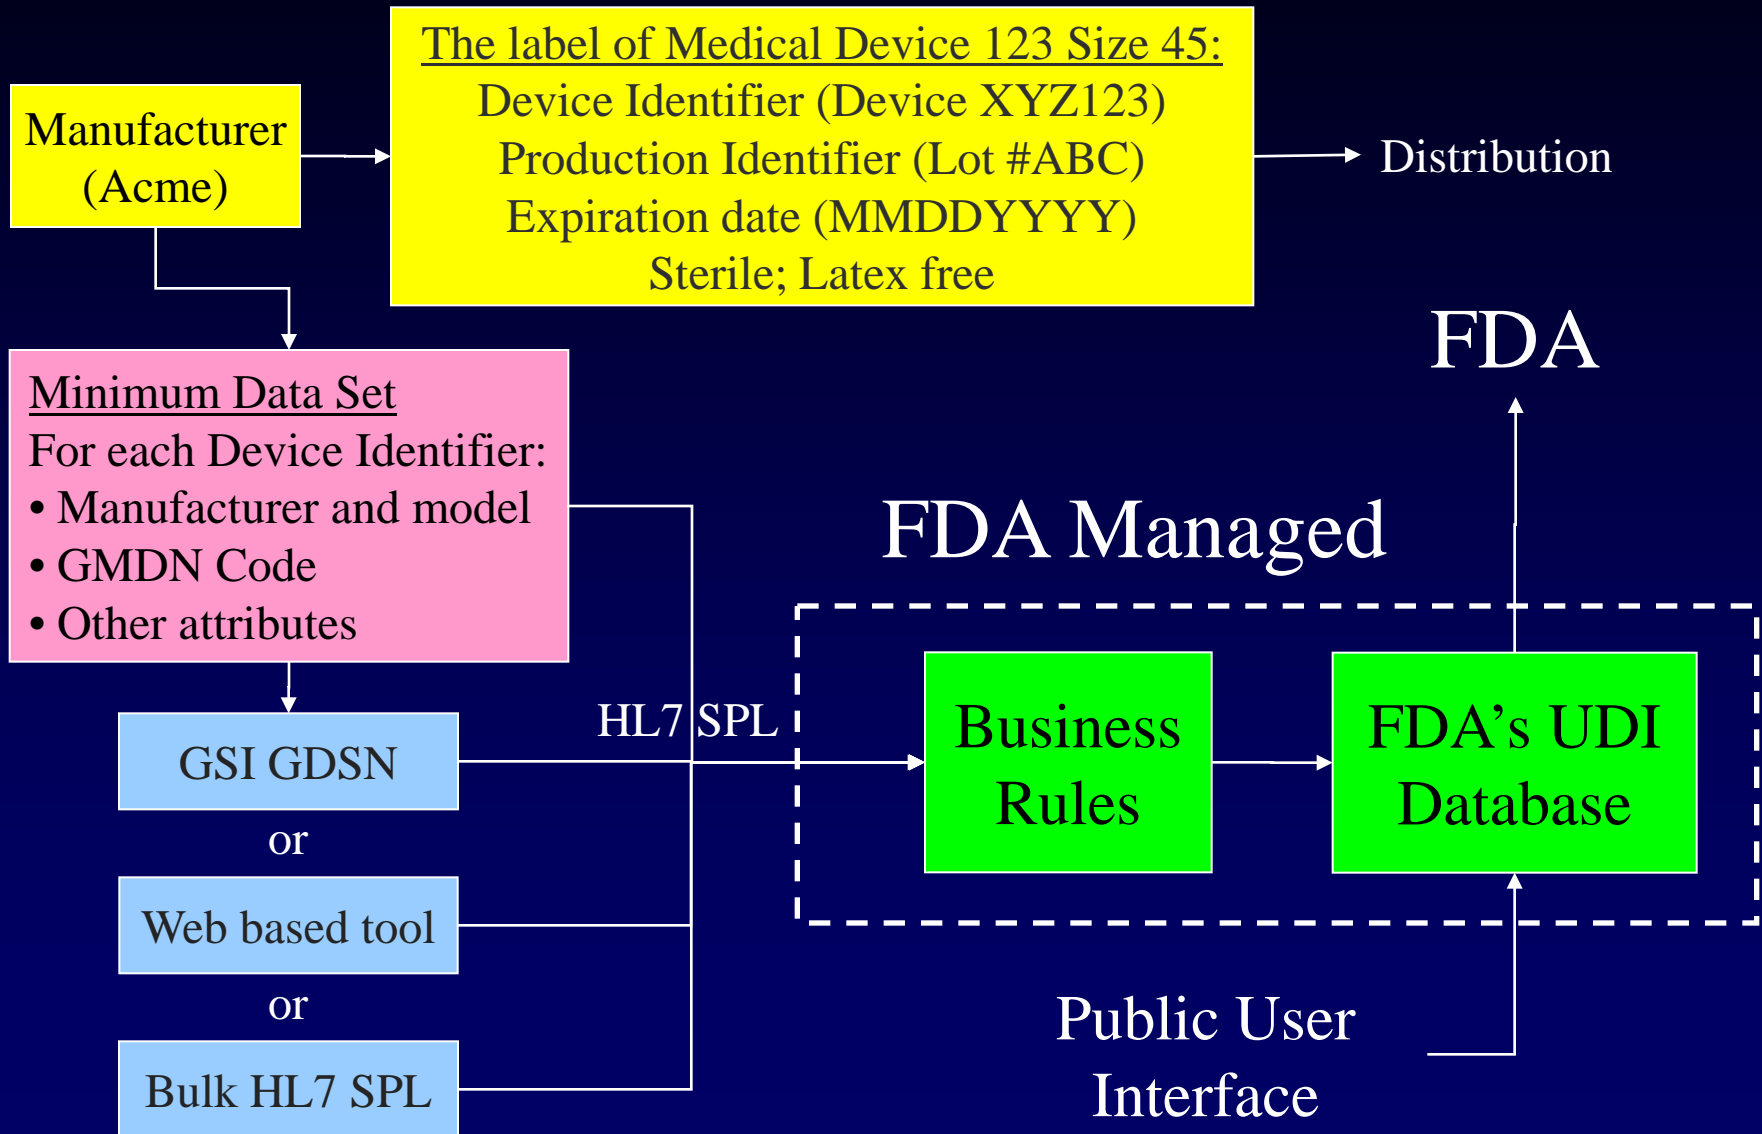 The label of Medical Device 123 Size 45:
Device Identifier (Device XYZ123)
Production Identifier (Lot #ABC)
Expiration date (MMDDYYYY)
Sterile; Latex free
Manufacturer
(Acme)
Distribution
FDA
Minimum Data Set
For each Device Identifier:
• Manufacturer and model
• GMDN Code
• Other attributes
FDA Managed
HL7 SPL
Business
Rules
FDA’s UDI
Database
GSI GDSN
or
Web based tool
or
Bulk HL7 SPL
Public User
Interface